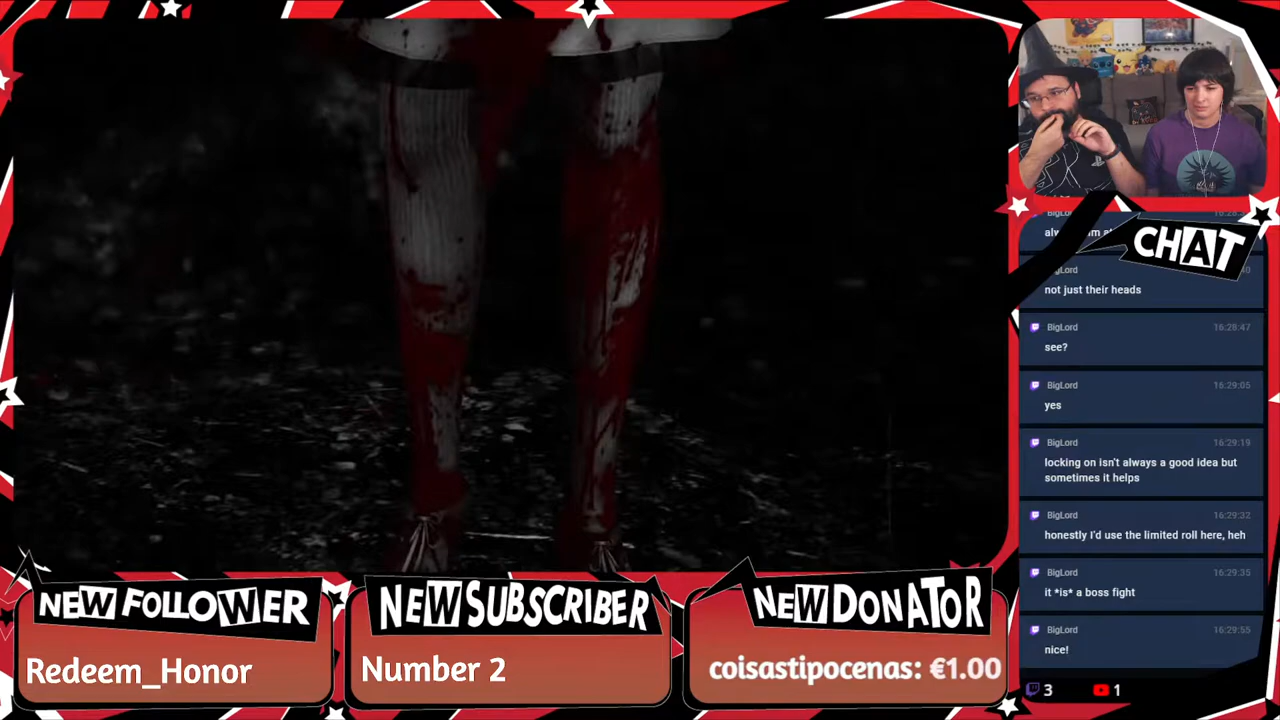 CHAT
BigLord
not just their heads
BigLord 16:28:47
see?
BigLord 16:29:05
yes
BigLord 16:29:19
locking on isn't always a good idea but
sometimes it helps
BigLord 16:29:32
honestly I'd use the limited roll here, heh
BigLord 16:29:35
it *is* a boss fight
BigLord 16:29:55
nice!
3 1
NEW FOLLOWER
Redeem_Honor
NEW SUBSCRIBER
Number 2
NEW DONATOR
coisastipocenas: €1.00